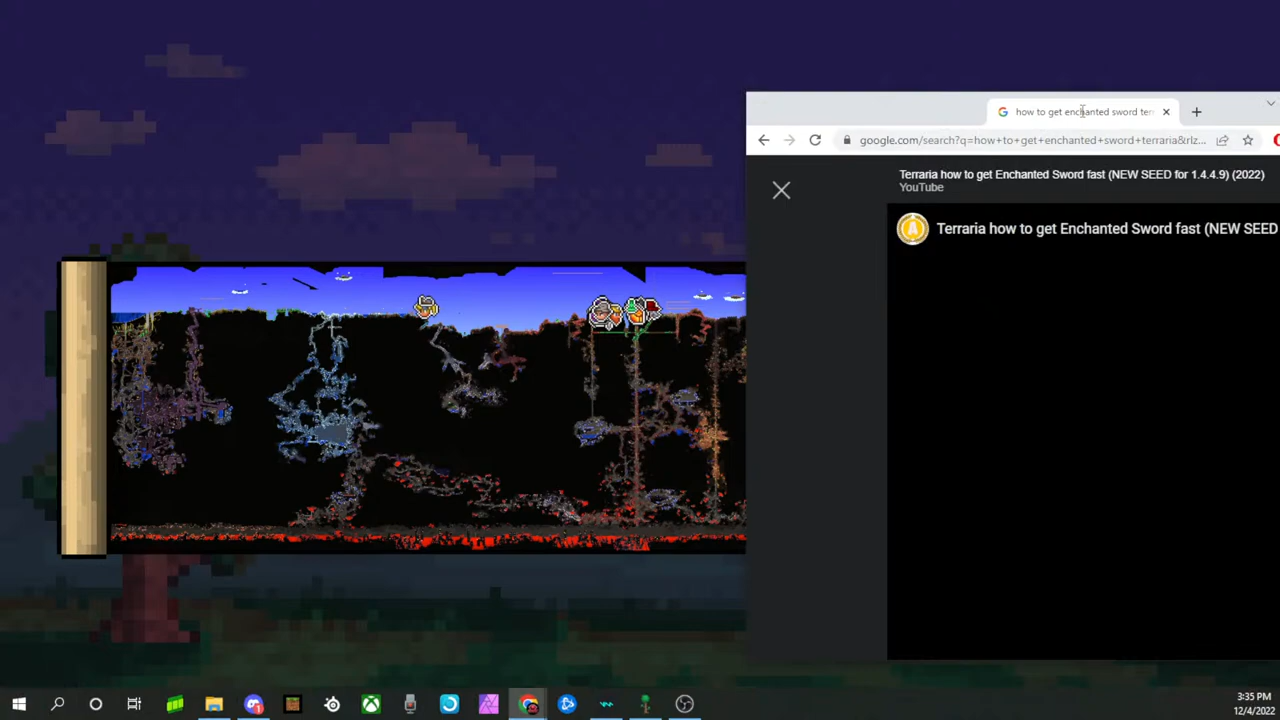 how to get enchanted sword terr
google.com/search?q=how+to+get+enchanted+sword+terraria&rlz...
Terraria how to get Enchanted Sword fast (NEW SEED for 1.4.4.9) (2022)
YouTube
A
Terraria how to get Enchanted Sword fast (NEW SEED
3:35 PM
12/4/2022